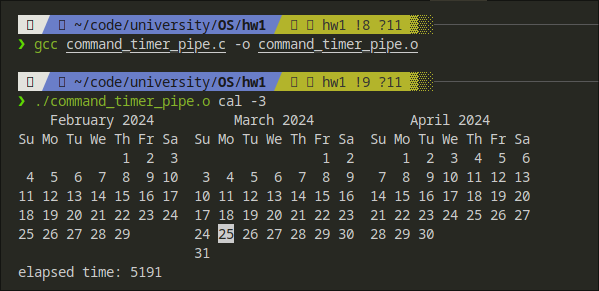 ~/code/university/OS/hw1 hw1 !8 ?11
❯ gcc command_timer_pipe.c -o command_timer_pipe.o
~/code/university/OS/hw1 hw1 !9 ?11
❯ ./command_timer_pipe.o cal -3
    February 2024          March 2024            April 2024
Su Mo Tu We Th Fr Sa  Su Mo Tu We Th Fr Sa  Su Mo Tu We Th Fr Sa
             1  2  3                  1  2      1  2  3  4  5  6
 4  5  6  7  8  9 10   3  4  5  6  7  8  9   7  8  9 10 11 12 13
11 12 13 14 15 16 17  10 11 12 13 14 15 16  14 15 16 17 18 19 20
18 19 20 21 22 23 24  17 18 19 20 21 22 23  21 22 23 24 25 26 27
25 26 27 28 29        24 25 26 27 28 29 30  28 29 30
                      31
elapsed time: 5191